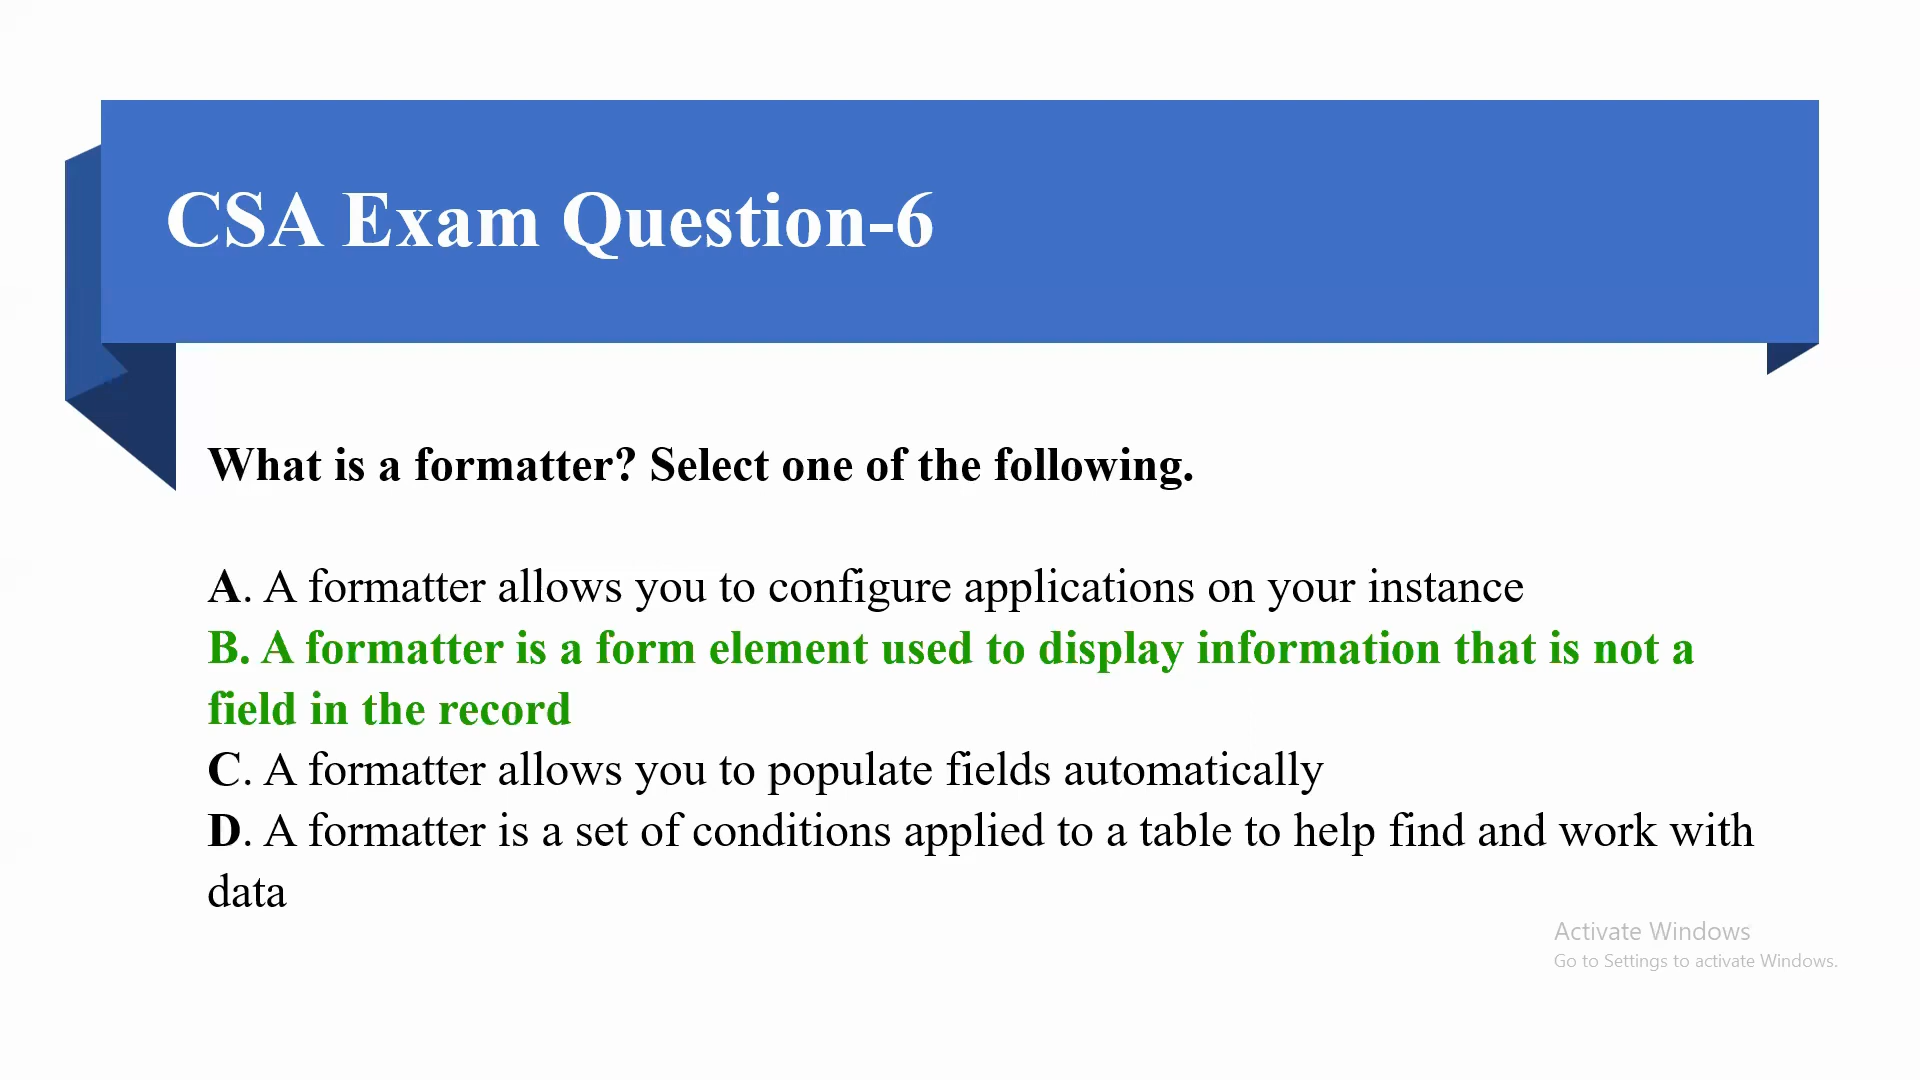 CSA Exam Question-6
What is a formatter? Select one of the following.
A. A formatter allows you to configure applications on your instance
B. A formatter is a form element used to display information that is not a
field in the record
C. A formatter allows you to populate fields automatically
D. A formatter is a set of conditions applied to a table to help find and work with
data
Activate Windows
Go to Settings to activate Windows.